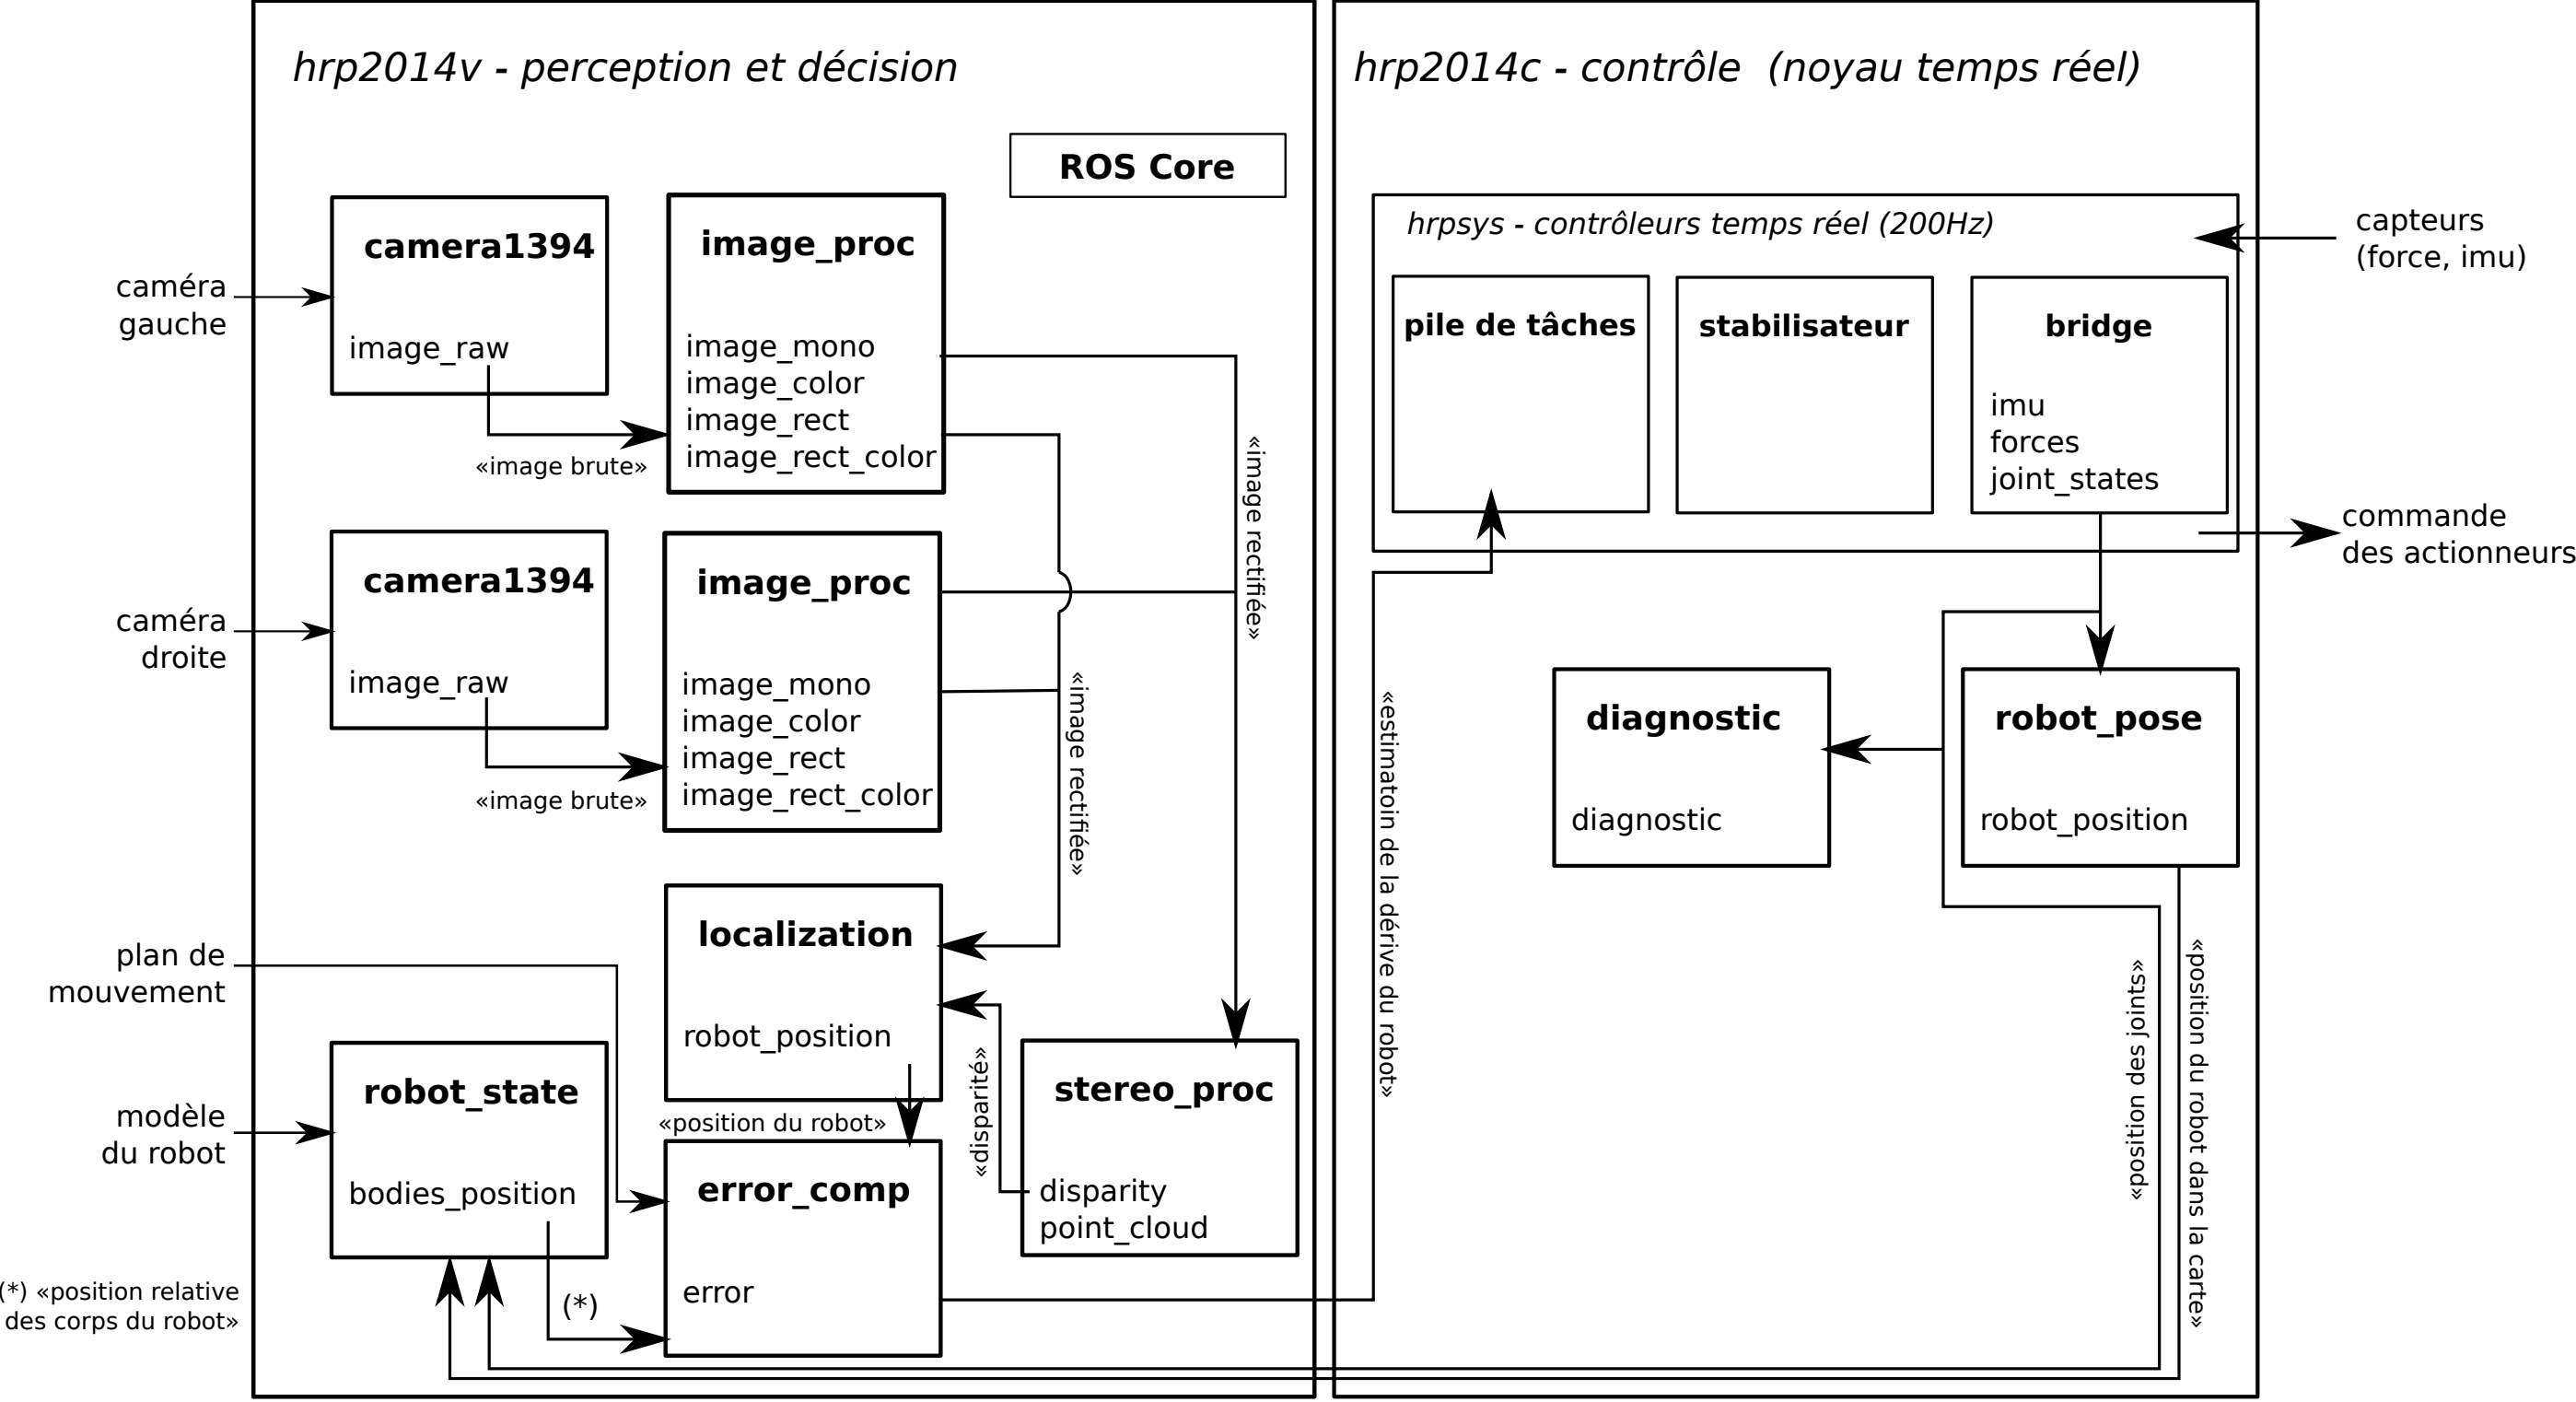 hrp2014v - perception et décision
ROS Core
caméra
gauche
camera1394
image_raw
«image brute»
image_proc
image_mono
image_color
image_rect
image_rect_color
«image rectifiée»
caméra
droite
camera1394
image_raw
«image brute»
image_proc
image_mono
image_color
image_rect
image_rect_color
«image rectifiée»
plan de
mouvement
localization
robot_position
«position du robot»
«disparité»
stereo_proc
disparity
point_cloud
modèle
du robot
robot_state
bodies_position
(*)
(*) «position relative
des corps du robot»
error_comp
error
hrp2014c - contrôle  (noyau temps réel)
hrpsys - contrôleurs temps réel (200Hz)
pile de tâches
stabilisateur
bridge
imu
forces
joint_states
capteurs
(force, imu)
commande
des actionneurs
«estimatoin de la dérive du robot»
diagnostic
diagnostic
robot_pose
robot_position
«position des joints»
«position du robot dans la carte»